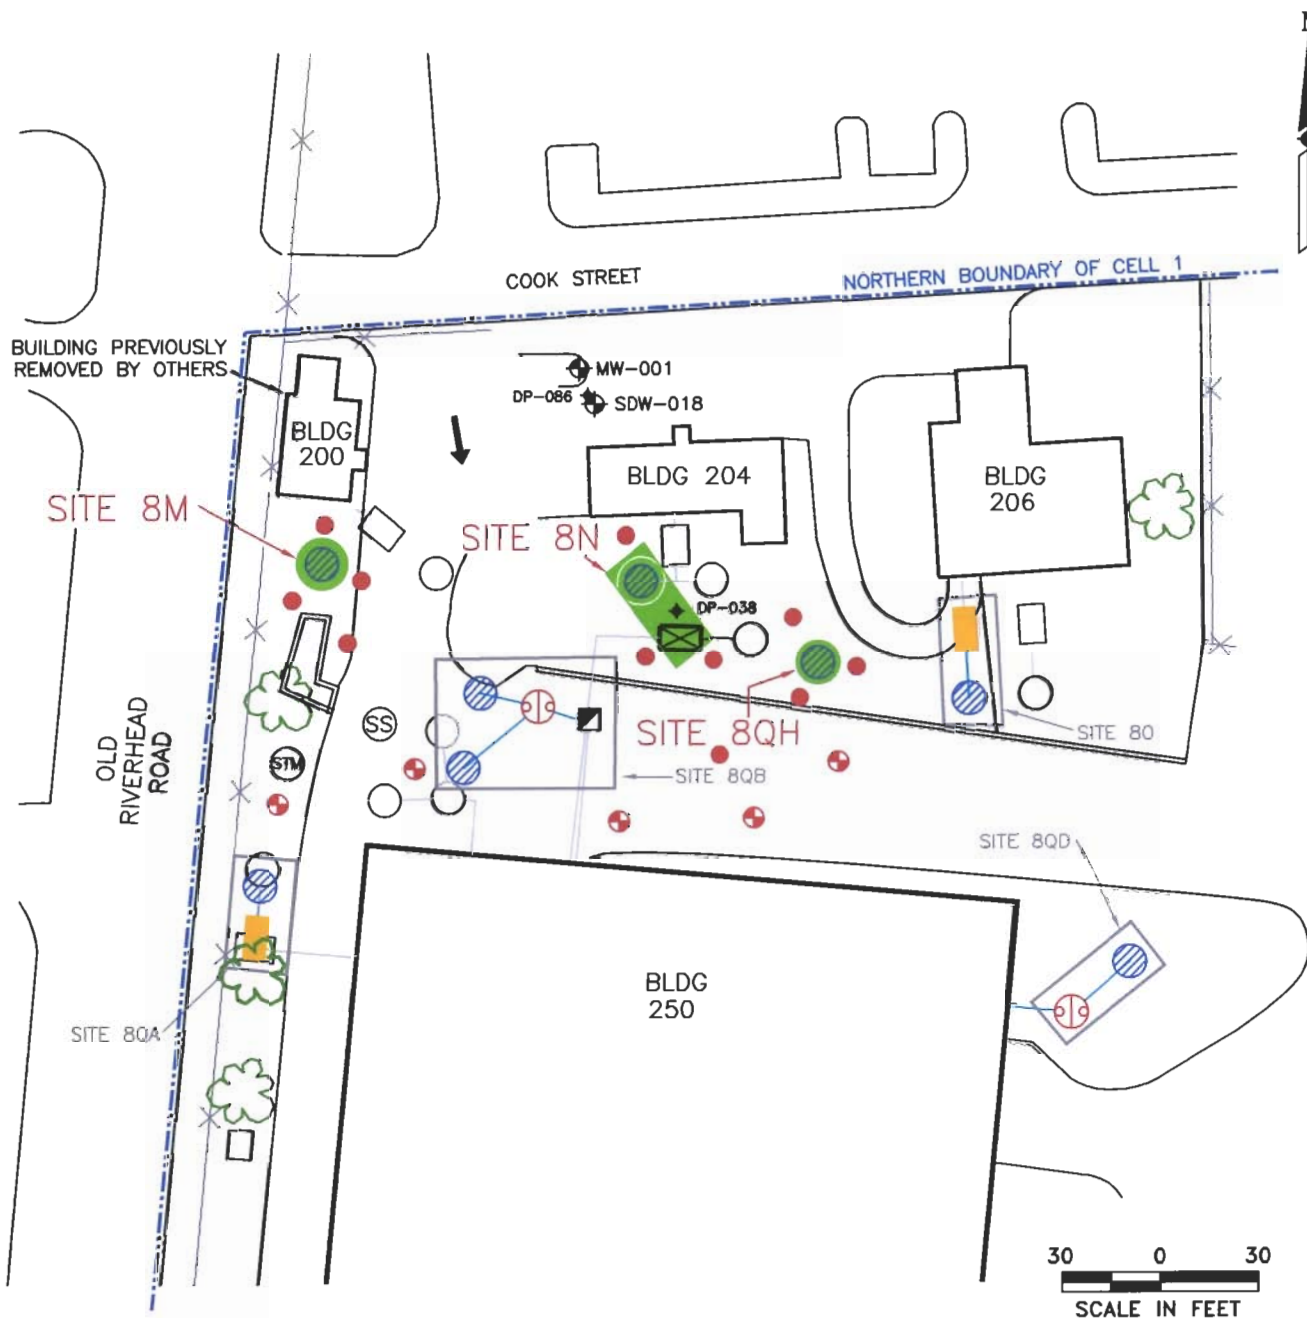 COOK STREET
NORTHERN BOUNDARY OF CELL 1
BUILDING PREVIOUSLY
REMOVED BY OTHERS
MW-001
DP-086
SDW-018
BLDG
200
BLDG 204
BLDG
206
SITE 8M
SITE 8N
DP-038
SITE 8QH
SITE 8O
SITE 8QB
SS
STM
OLD
RIVERHEAD
ROAD
SITE 8QD
BLDG
250
SITE 8QA
30 0 30
SCALE IN FEET